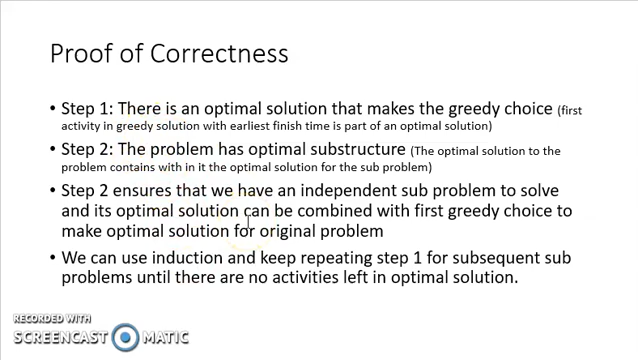 Proof of Correctness
• Step 1: There is an optimal solution that makes the greedy choice (first
activity in greedy solution with earliest finish time is part of an optimal solution)
• Step 2: The problem has optimal substructure (The optimal solution to the
problem contains with in it the optimal solution for the sub problem)
• Step 2 ensures that we have an independent sub problem to solve
and its optimal solution can be combined with first greedy choice to
make optimal solution for original problem
• We can use induction and keep repeating step 1 for subsequent sub
problems until there are no activities left in optimal solution.
RECORDED WITH
SCREENCAST MATIC